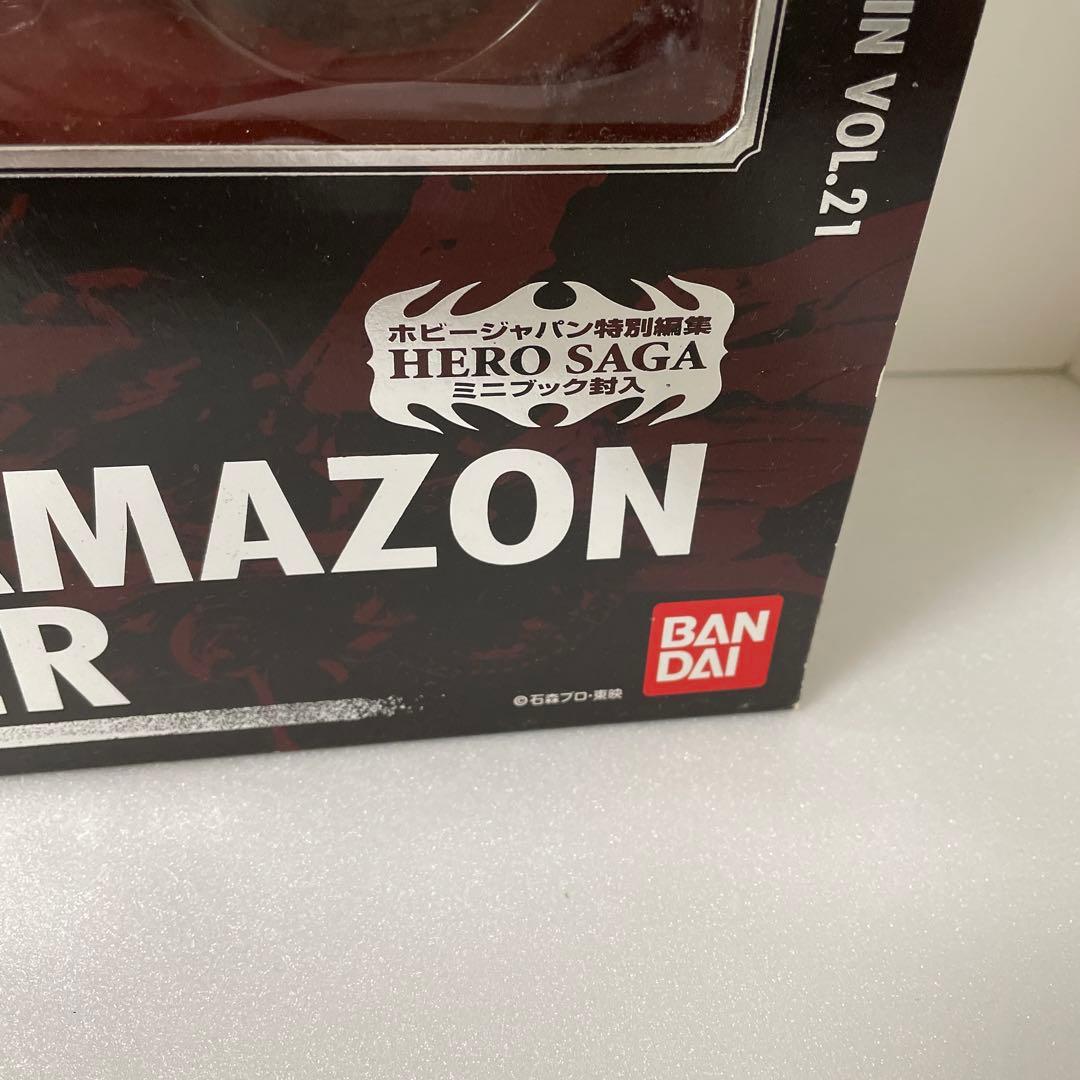 IN VOL.21
ホビージャパン特別編集
HERO SAGA
ミニブック封入
AMAZON
ER
BAN
DAI
©石森プロ・東映